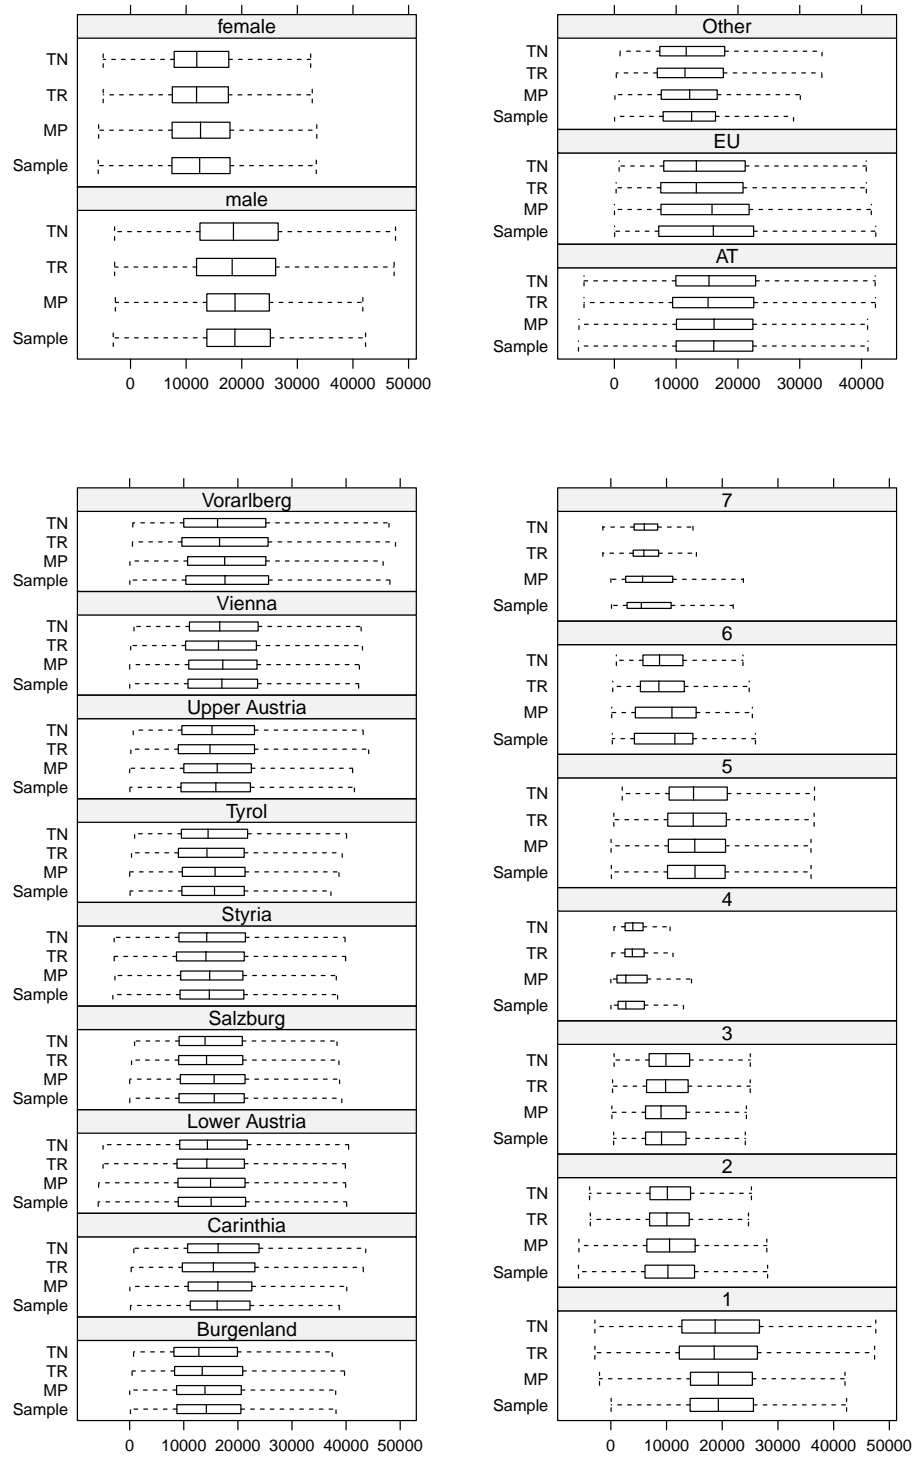 female
TN
TR
MP
Sample
male
TN
TR
MP
Sample
0 10000 20000 30000 40000 50000
Other
TN
TR
MP
Sample
EU
TN
TR
MP
Sample
AT
TN
TR
MP
Sample
0 10000 20000 30000 40000
Vorarlberg
TN
TR
MP
Sample
Vienna
TN
TR
MP
Sample
Upper Austria
TN
TR
MP
Sample
Tyrol
TN
TR
MP
Sample
Styria
TN
TR
MP
Sample
Salzburg
TN
TR
MP
Sample
Lower Austria
TN
TR
MP
Sample
Carinthia
TN
TR
MP
Sample
Burgenland
TN
TR
MP
Sample
0 10000 20000 30000 40000 50000
7
TN
TR
MP
Sample
6
TN
TR
MP
Sample
5
TN
TR
MP
Sample
4
TN
TR
MP
Sample
3
TN
TR
MP
Sample
2
TN
TR
MP
Sample
1
TN
TR
MP
Sample
0 10000 20000 30000 40000 50000